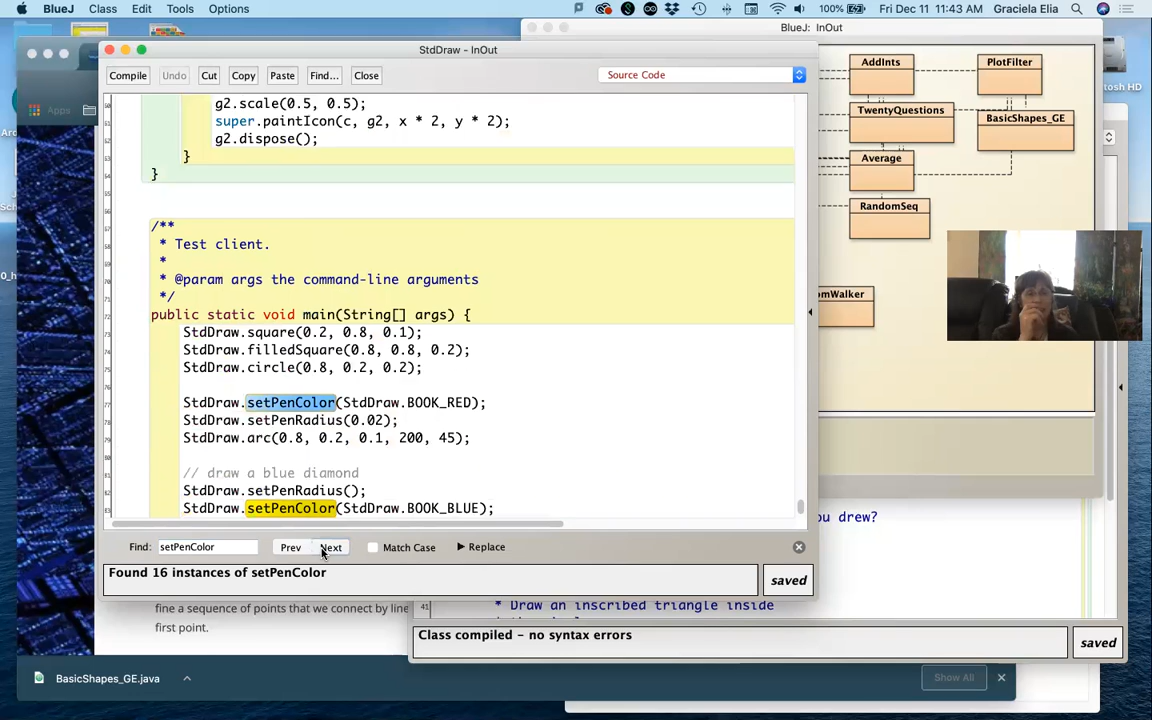 BlueJ Class Edit Tools Options
100% Fri Dec 11 11:43 AM Graciela Elia
BlueJ: InOut
StdDraw - InOut
Compile Undo Cut Copy Paste Find... Close
Source Code
Apps
AddInts
PlotFilter
TwentyQuestions
BasicShapes_GE
Average
RandomSeq
omWalker
tosh HD
0_h
g2.scale(0.5, 0.5);
super.paintIcon(c, g2, x * 2, y * 2);
g2.dispose();
}
}
/**
* Test client.
*
* @param args the command-line arguments
*/
public static void main(String[] args) {
StdDraw.square(0.2, 0.8, 0.1);
StdDraw.filledSquare(0.8, 0.8, 0.2);
StdDraw.circle(0.8, 0.2, 0.2);
StdDraw.setPenColor(StdDraw.BOOK_RED);
StdDraw.setPenRadius(0.02);
StdDraw.arc(0.8, 0.2, 0.1, 200, 45);
// draw a blue diamond
StdDraw.setPenRadius();
StdDraw.setPenColor(StdDraw.BOOK_BLUE);
ou drew?
Find: setPenColor Prev Next Match Case Replace
Found 16 instances of setPenColor
saved
fine a sequence of points that we connect by line
first point.
41 * Draw an inscribed triangle inside
Class compiled - no syntax errors
saved
BasicShapes_GE.java
Show All